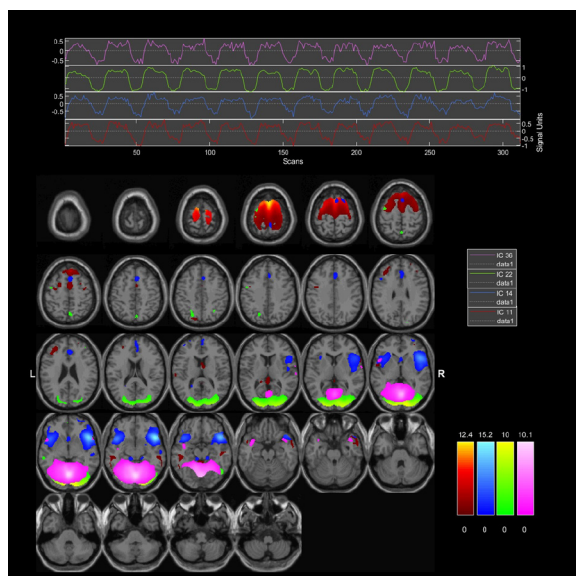 0.5
0
-0.5
1
0
-1
0.5
0
-0.5
0.5
0
-0.5
-1
Signal Units
50 100 150 200 250 300
Scans
IC 36
data1
IC 22
data1
IC 14
data1
IC 11
data1
L R
12.4 15.2 10 10.1
0 0 0 0